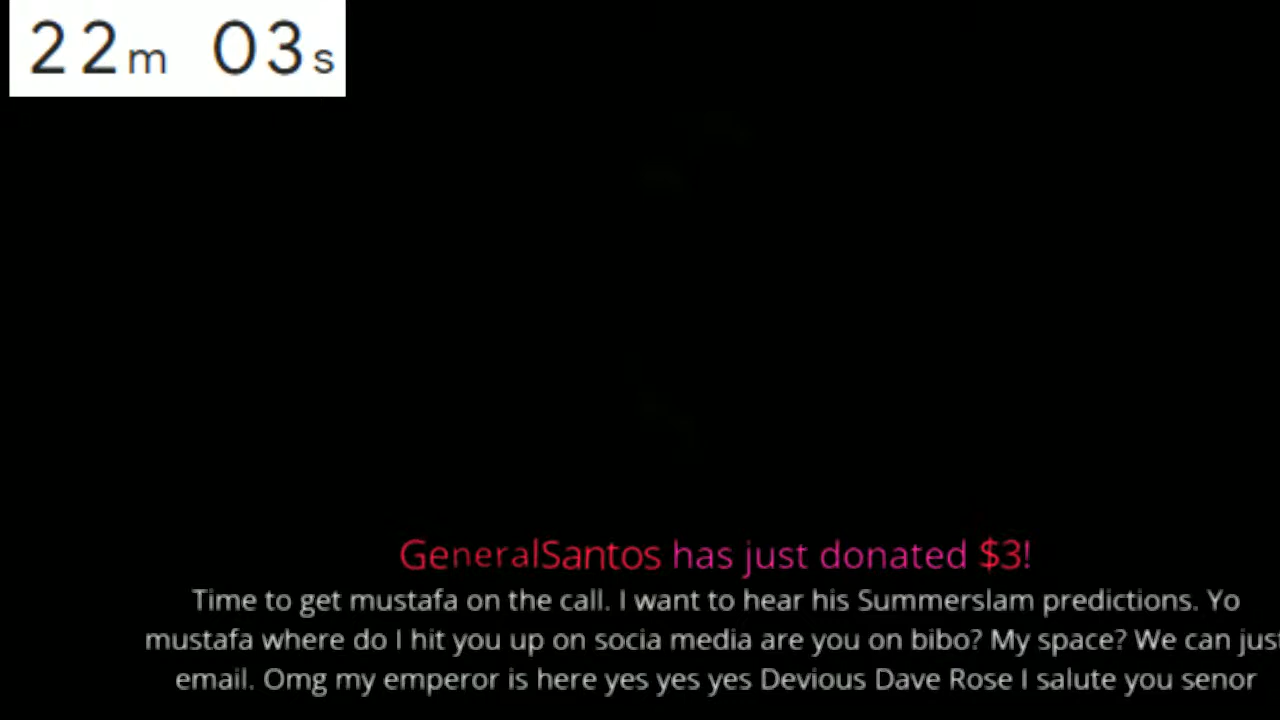 22m 03s
GeneralSantos has just donated $3!
Time to get mustafa on the call. I want to hear his Summerslam predictions. Yo
mustafa where do I hit you up on socia media are you on bibo? My space? We can just
email. Omg my emperor is here yes yes yes Devious Dave Rose I salute you senor